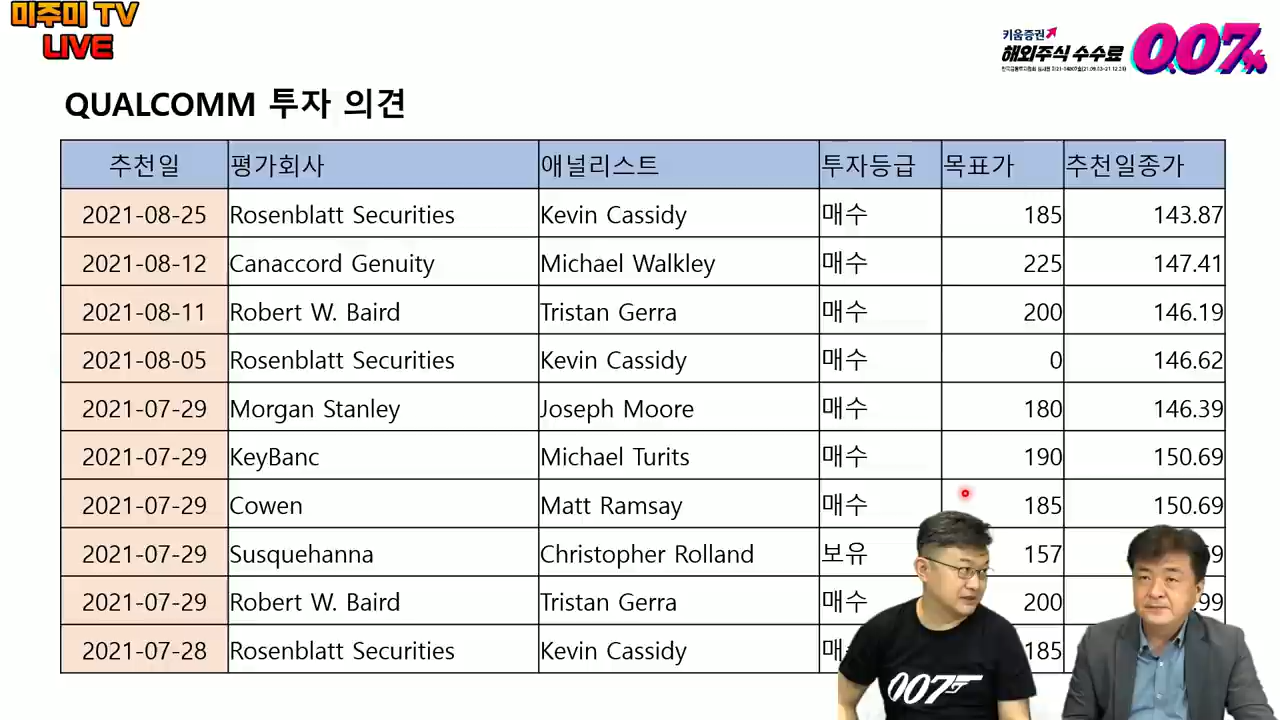 미주미 TV
LIVE
키움증권
해외주식 수수료
0.07%
QUALCOMM 투자 의견
추천일 평가회사 애널리스트 투자등급 목표가 추천일종가
2021-08-25 Rosenblatt Securities Kevin Cassidy 매수 185 143.87
2021-08-12 Canaccord Genuity Michael Walkley 매수 225 147.41
2021-08-11 Robert W. Baird Tristan Gerra 매수 200 146.19
2021-08-05 Rosenblatt Securities Kevin Cassidy 매수 0 146.62
2021-07-29 Morgan Stanley Joseph Moore 매수 180 146.39
2021-07-29 KeyBanc Michael Turits 매수 190 150.69
2021-07-29 Cowen Matt Ramsay 매수 185 150.69
2021-07-29 Susquehanna Christopher Rolland 보유 157 9
2021-07-29 Robert W. Baird Tristan Gerra 매수 200 .99
2021-07-28 Rosenblatt Securities Kevin Cassidy 매 185
007